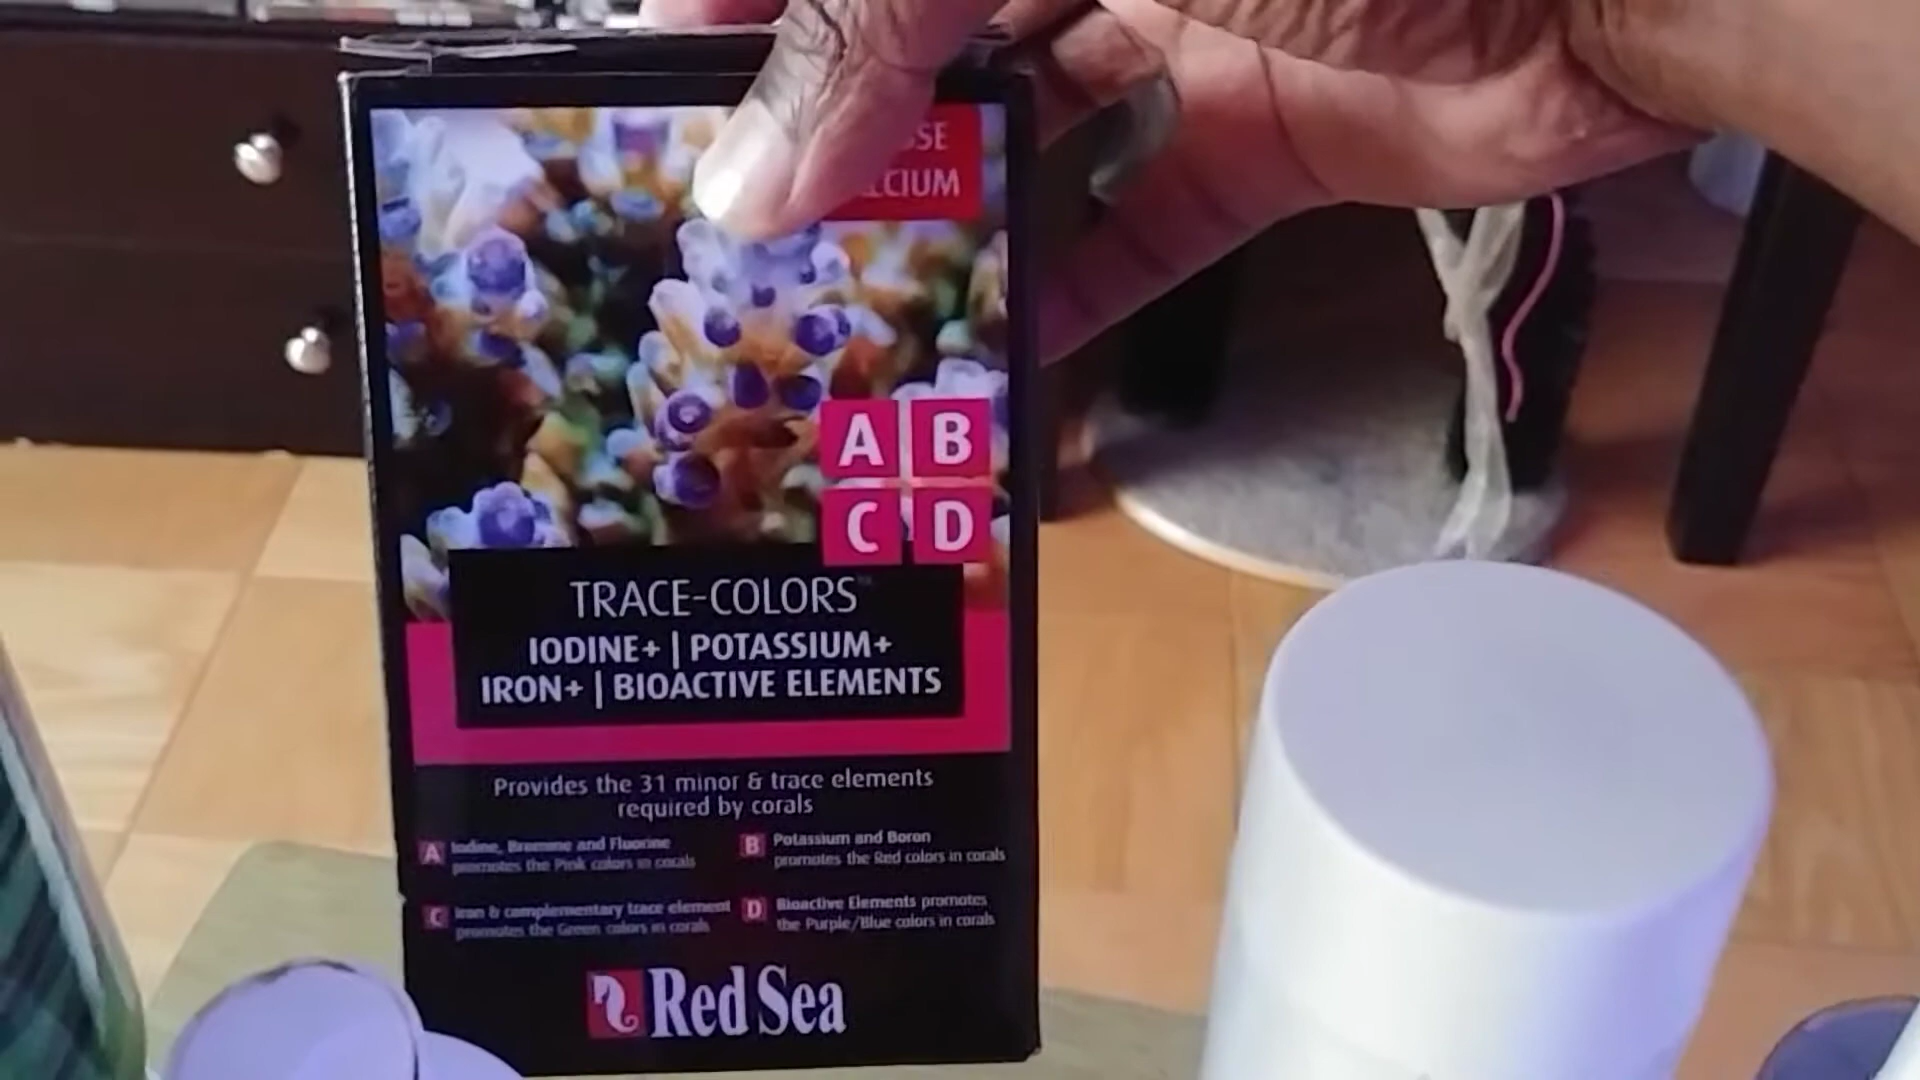 A B
C D
TRACE-COLORS™
IODINE+ | POTASSIUM+
IRON+ | BIOACTIVE ELEMENTS
Provides the 31 minor & trace elements
required by corals
A Iodine, Bromine and Fluorine
promotes the Pink colors in corals
B Potassium and Boron
promotes the Red colors in corals
C Iron & complementary trace element
promotes the Green colors in corals
D Bioactive Elements promotes
the Purple/Blue colors in corals
Red Sea